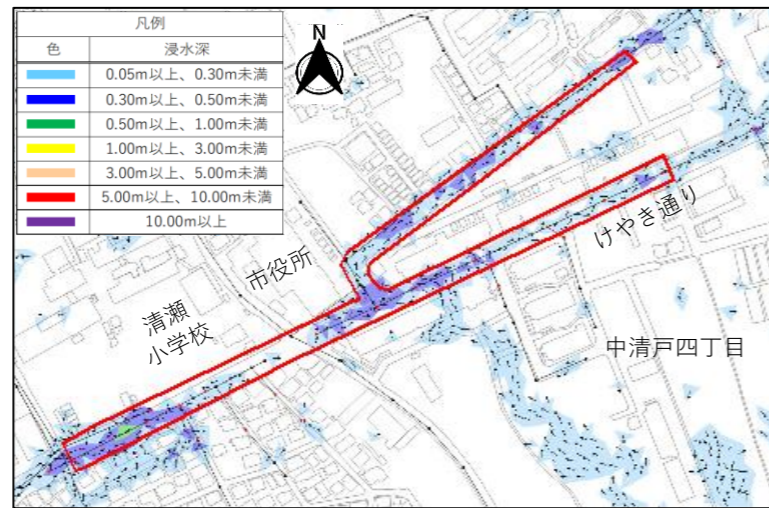 凡例
色 浸水深
0.05m以上、0.30m未満
0.30m以上、0.50m未満
0.50m以上、1.00m未満
1.00m以上、3.00m未満
3.00m以上、5.00m未満
5.00m以上、10.00m未満
10.00m以上
N
けやき通り
市役所
清瀬
小学校
中清戸四丁目